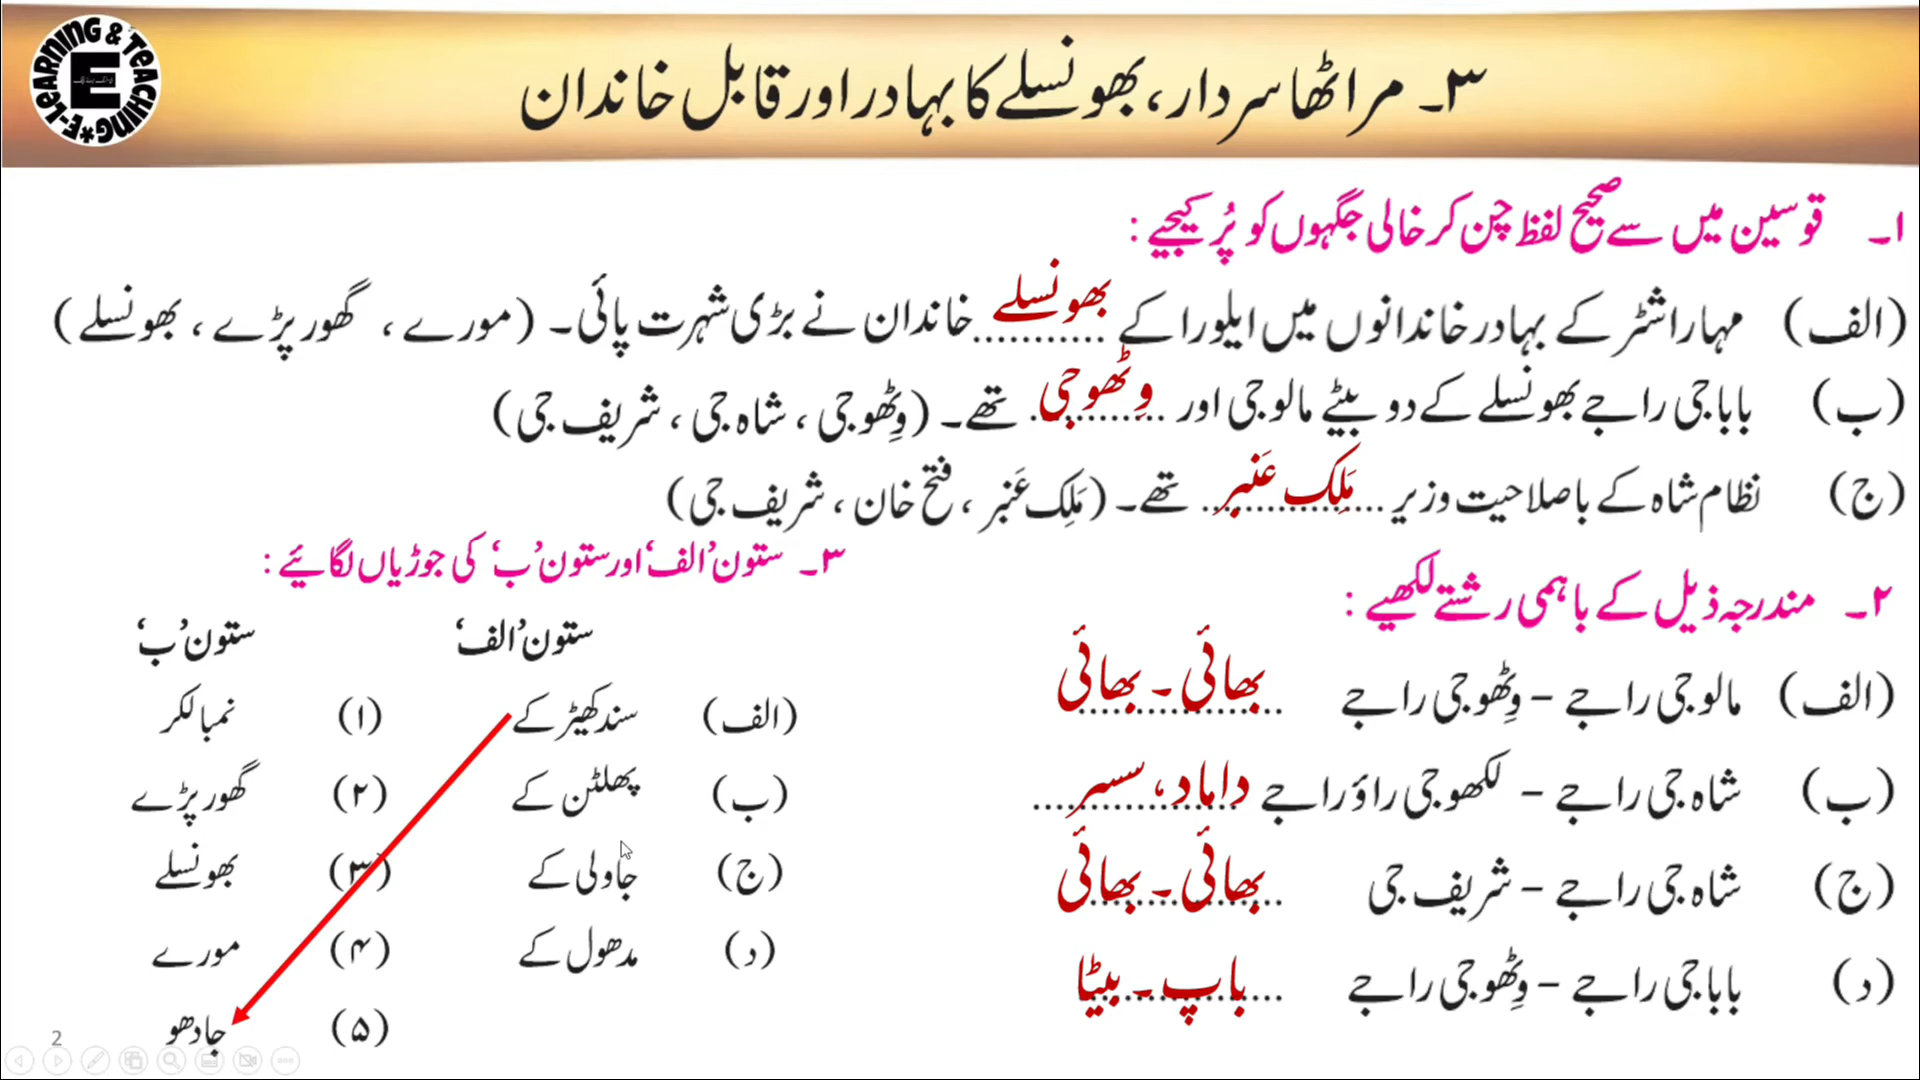 E-LEARNING & TEACHING*
E
۳۔ مراٹھا سردار، بھونسلے کا بہادر اور قابل خاندان
۱۔ قوسین میں سے صحیح لفظ چن کر خالی جگہوں کو پُر کیجیے :
(الف) مہاراشٹر کے بہادر خاندانوں میں ایلورا کے ...بھونسلے... خاندان نے بڑی شہرت پائی۔ (مورے ، گھورپڑے ، بھونسلے)
(ب) باباجی راجے بھونسلے کے دو بیٹے مالوجی اور ...وِٹھوجی... تھے۔ (وِٹھوجی ، شاہ جی ، شریف جی)
(ج) نظام شاہ کے باصلاحیت وزیر ...مَلِک عَنبر... تھے۔ (مَلِک عَنبر ، فتح خان ، شریف جی)
۲۔ مندرجہ ذیل کے باہمی رشتے لکھیے :
(الف) مالوجی راجے – وِٹھوجی راجے بھائی۔ بھائی
(ب) شاہ جی راجے – لکھوجی راؤ راجے داماد، سسر
(ج) شاہ جی راجے – شریف جی بھائی۔ بھائی
(د) باباجی راجے – وِٹھوجی راجے باپ۔ بیٹا
۳۔ ستون ’الف‘ اور ستون ’ب‘ کی جوڑیاں لگائیے :
ستون ’الف‘ ستون ’ب‘
(الف) سندکھیڑ کے (۱) نمبالکر
(ب) پھلٹن کے (۲) گھورپڑے
(ج) جاولی کے (۳) بھونسلے
(د) مدھول کے (۴) مورے
(۵) جادھو
2